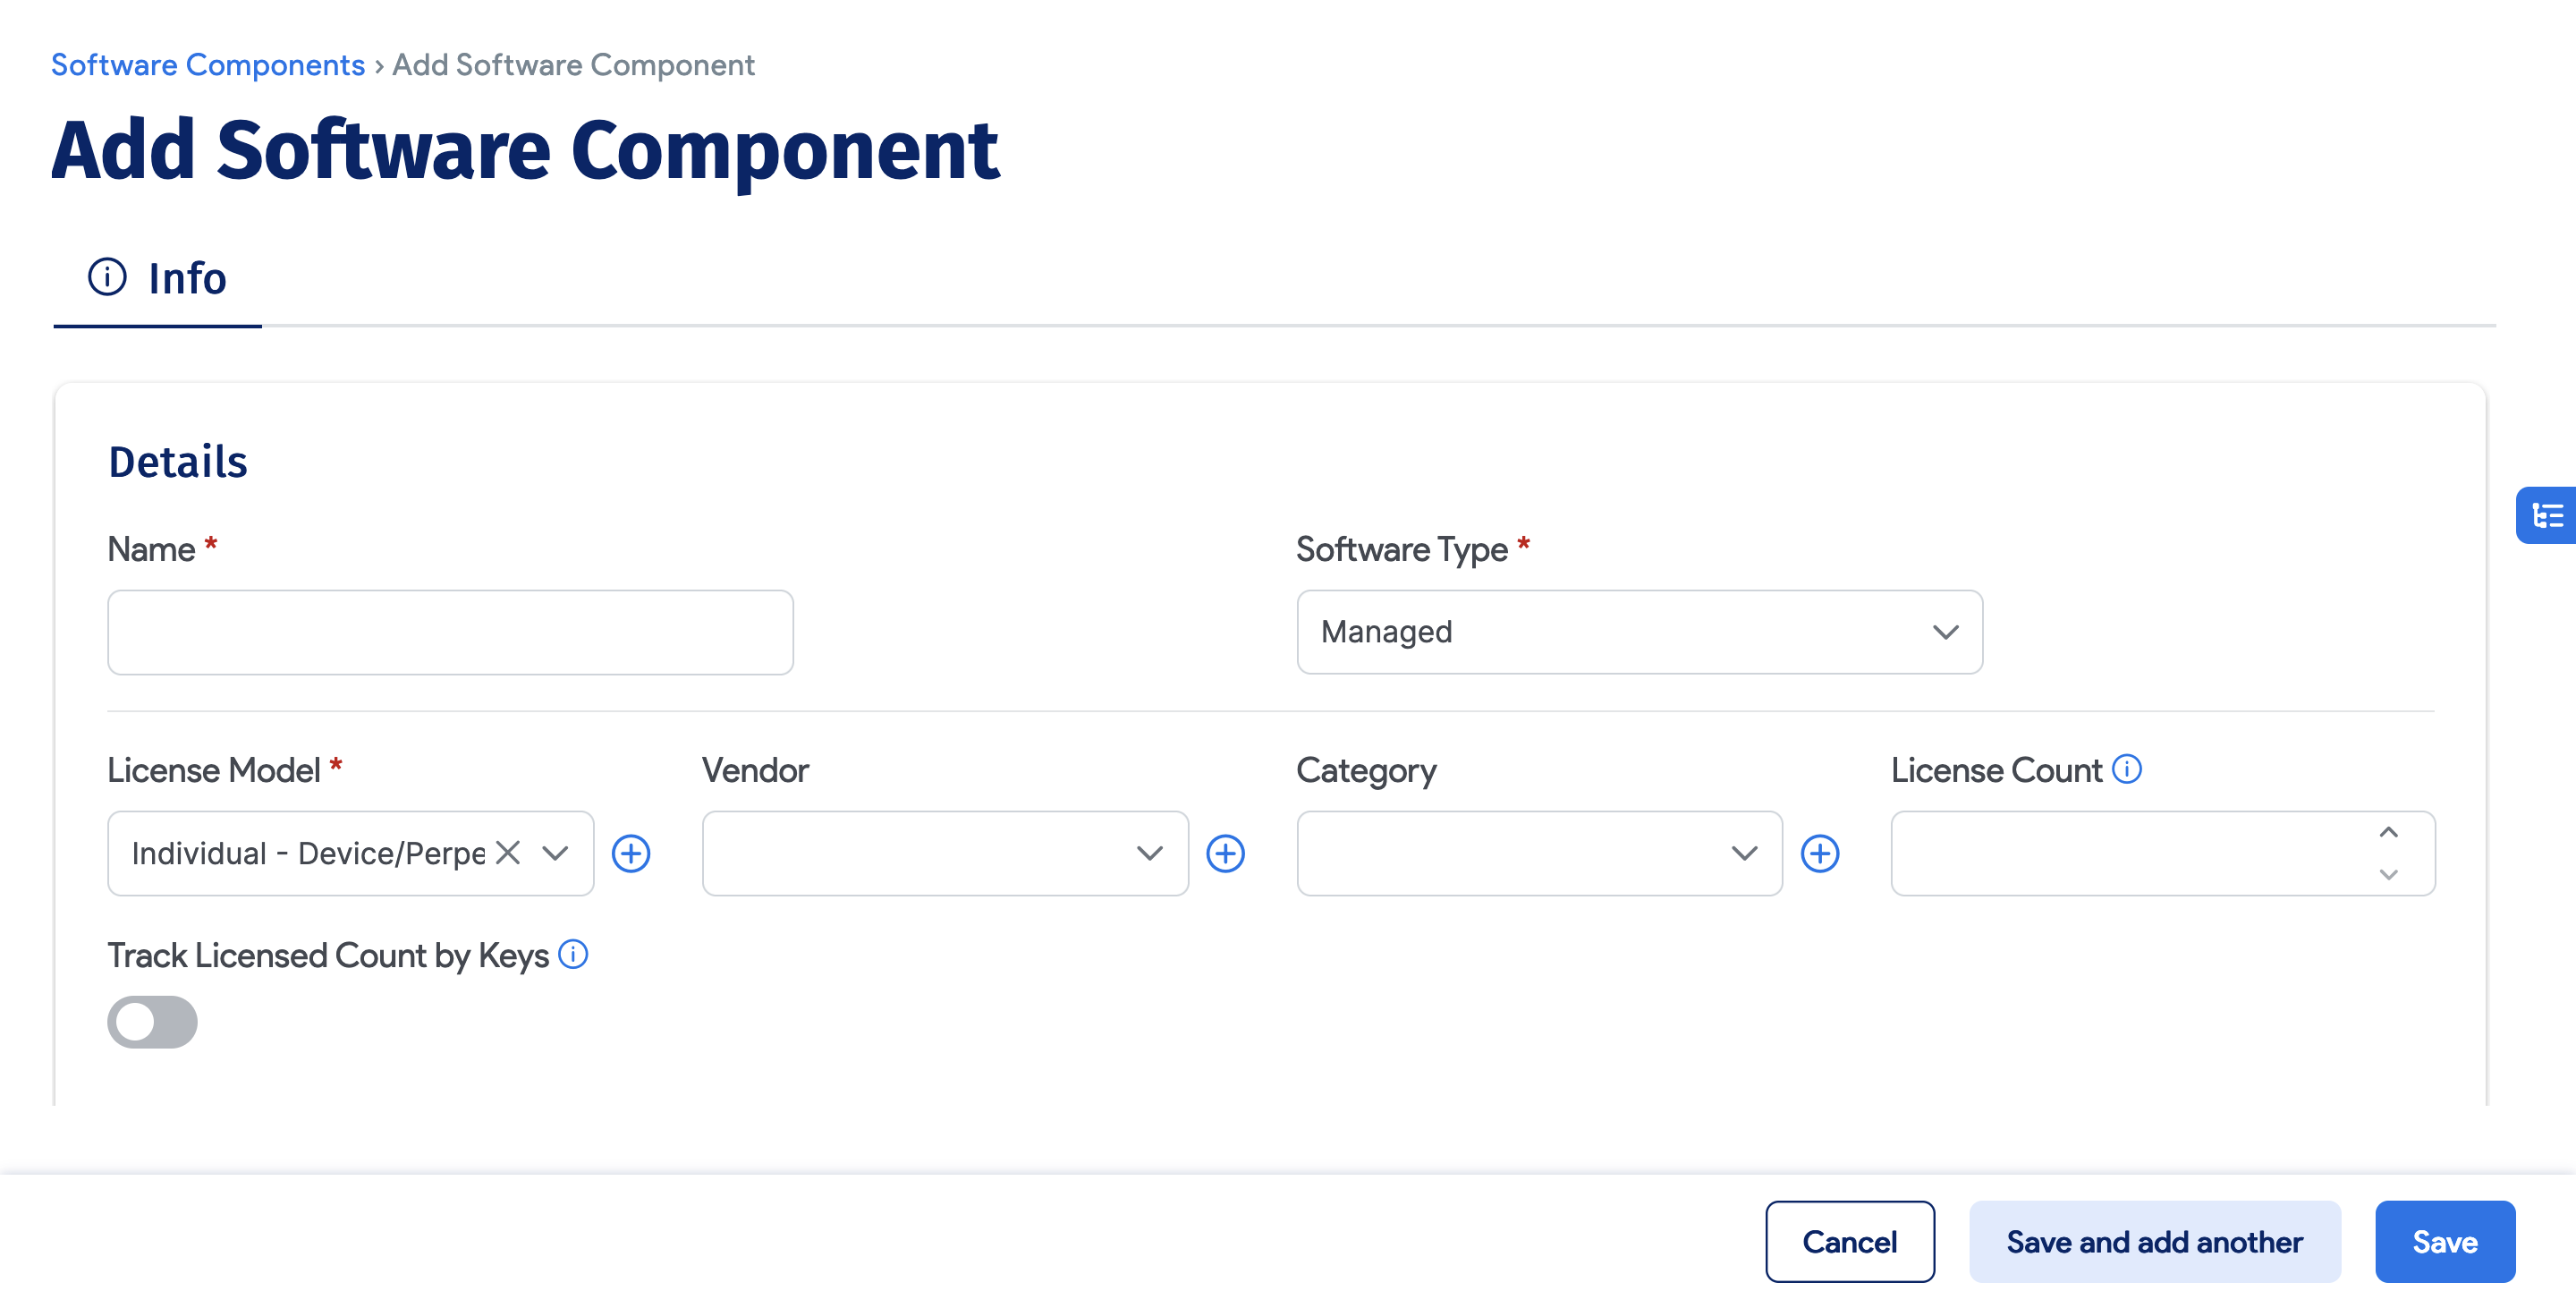 Software Components › Add Software Component
Add Software Component
Info
Details
Name *
Software Type *
Managed
License Model *
Vendor
Category
License Count
Individual - Device/Perpe
Track Licensed Count by Keys
Cancel
Save and add another
Save